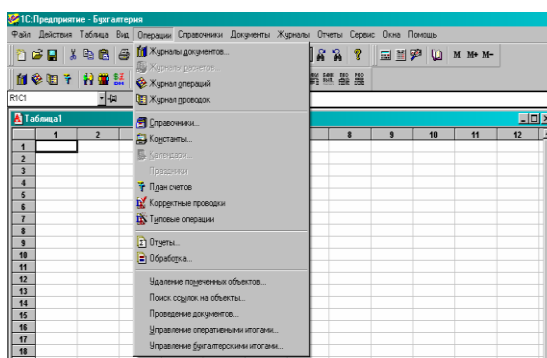 1С:Предприятие - Бухгалтерия
Файл Действия Таблица Вид Операции Справочники Документы Журналы Отчеты Сервис Окна Помощь
M M+ M-
R1C1
Таблица1
1 2 8 9 10 11 12
1
2
3
4
5
6
7
8
9
10
11
12
13
14
15
16
17
18
Журналы документов...
Журналы расчетов...
Журнал операций
Журнал проводок
Справочники...
Константы...
Календари...
Праздники
План счетов
Корректные проводки
Типовые операции
Отчеты...
Обработка...
Удаление помеченных объектов...
Поиск ссылок на объекты...
Проведение документов...
Управление оперативными итогами...
Управление бухгалтерскими итогами...